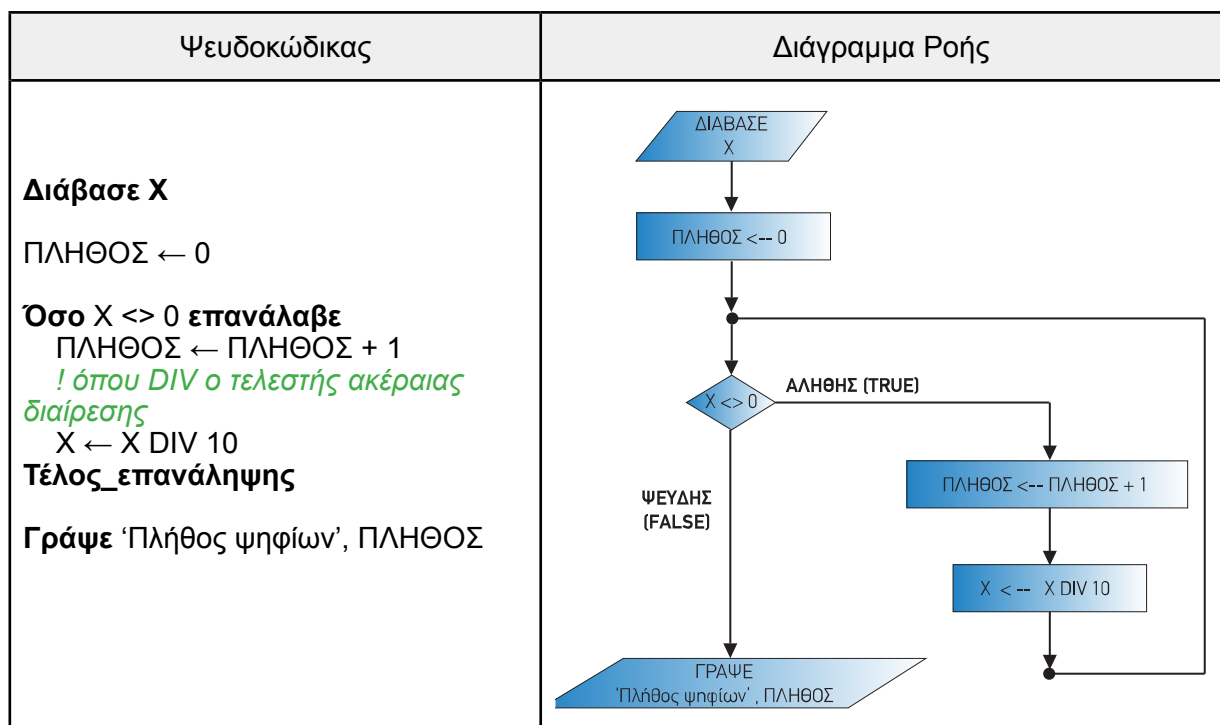 Ψευδοκώδικας
Διάγραμμα Ροής
Διάβασε Χ
ΠΛΗΘΟΣ ← 0
Όσο Χ <> 0 επανάλαβε
ΠΛΗΘΟΣ ← ΠΛΗΘΟΣ + 1
! όπου DIV ο τελεστής ακέραιας
διαίρεσης
Χ ← Χ DIV 10
Τέλος_επανάληψης
Γράψε ‘Πλήθος ψηφίων’, ΠΛΗΘΟΣ
ΔΙΑΒΑΣΕ
Χ
ΠΛΗΘΟΣ <-- 0
Χ <> 0
ΑΛΗΘΗΣ (TRUE)
ΠΛΗΘΟΣ <-- ΠΛΗΘΟΣ + 1
Χ <-- Χ DIV 10
ΨΕΥΔΗΣ
(FALSE)
ΓΡΑΨΕ
'Πλήθος ψηφίων' , ΠΛΗΘΟΣ